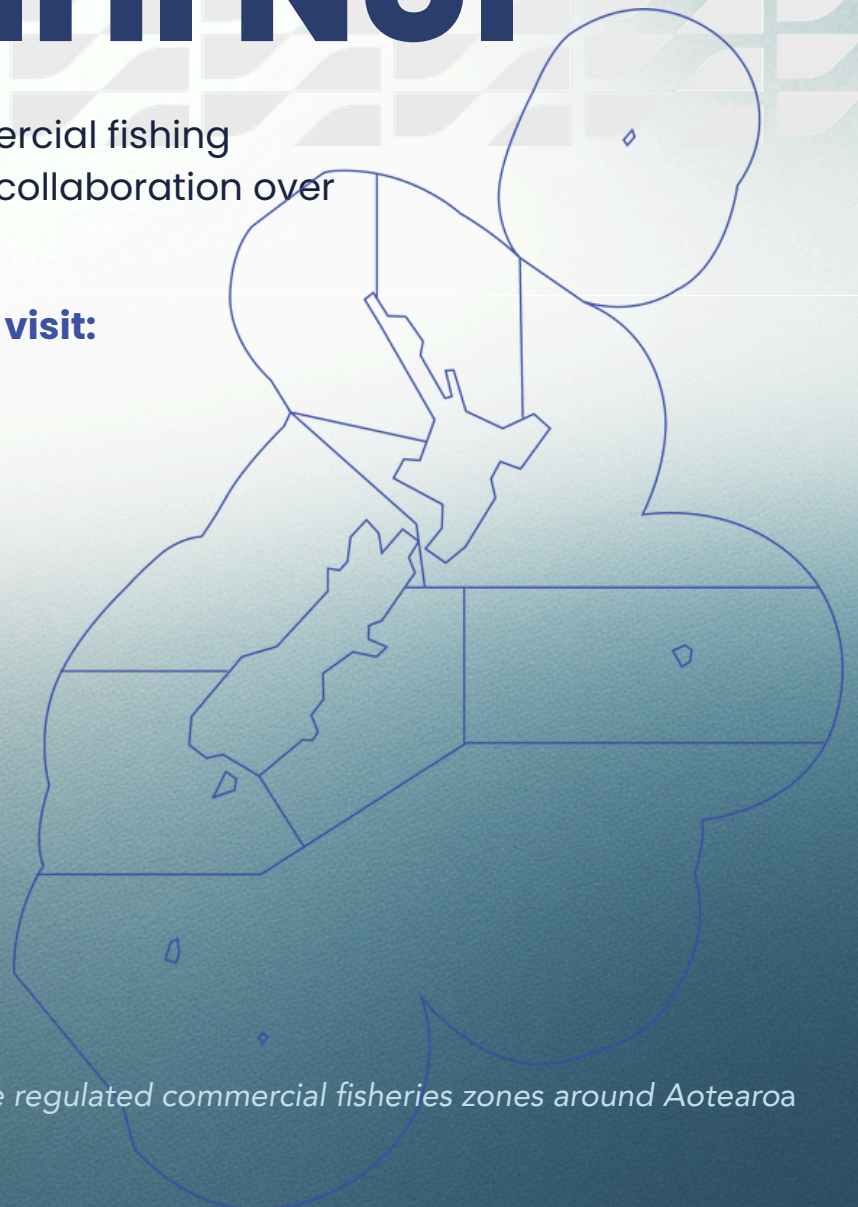 ercial fishing
collaboration over
visit:
e regulated commercial fisheries zones around Aotearoa